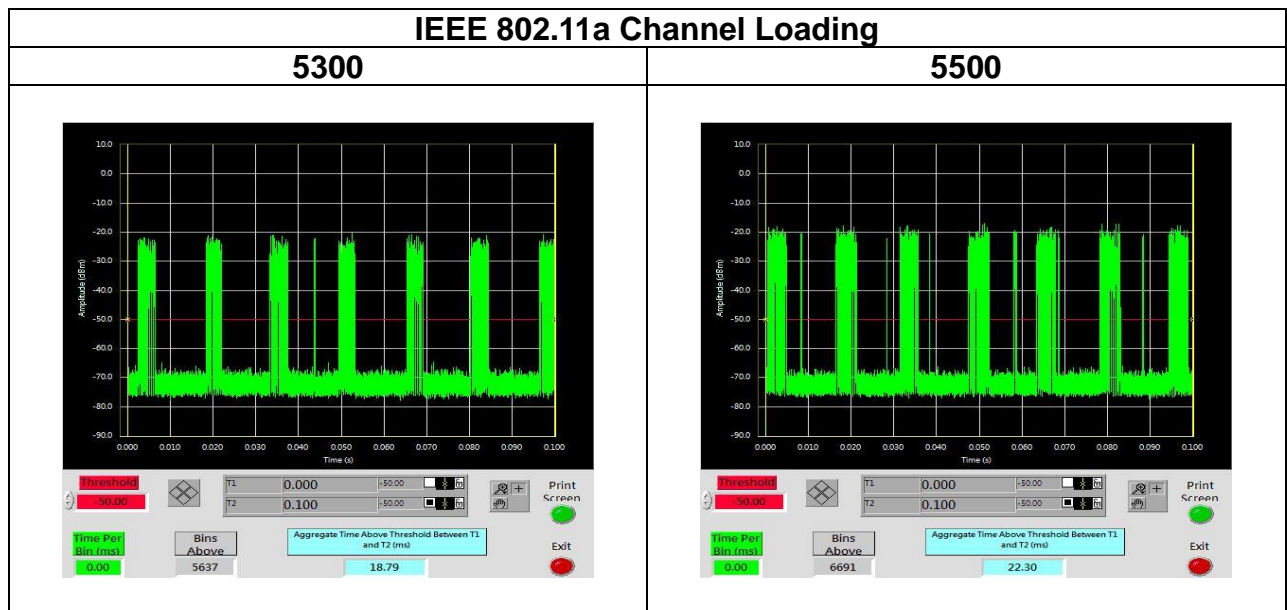 IEEE 802.11a Channel Loading
5300
5500
10.0
0.0
-10.0
-20.0
-30.0
-40.0
-50.0
-60.0
-70.0
-80.0
-90.0
Amplitude (dBm)
0.000 0.010 0.020 0.030 0.040 0.050 0.060 0.070 0.080 0.090 0.100
Time (s)
Threshold
-50.00
T1 0.000 -50.00
T2 0.100 -50.00
Print
Screen
Time Per
Bin (ms)
0.00
Bins
Above
5637
Aggregate Time Above Threshold Between T1
and T2 (ms)
18.79
Exit
10.0
0.0
-10.0
-20.0
-30.0
-40.0
-50.0
-60.0
-70.0
-80.0
-90.0
Amplitude (dBm)
0.000 0.010 0.020 0.030 0.040 0.050 0.060 0.070 0.080 0.090 0.100
Time (s)
Threshold
-50.00
T1 0.000 -50.00
T2 0.100 -50.00
Print
Screen
Time Per
Bin (ms)
0.00
Bins
Above
6691
Aggregate Time Above Threshold Between T1
and T2 (ms)
22.30
Exit